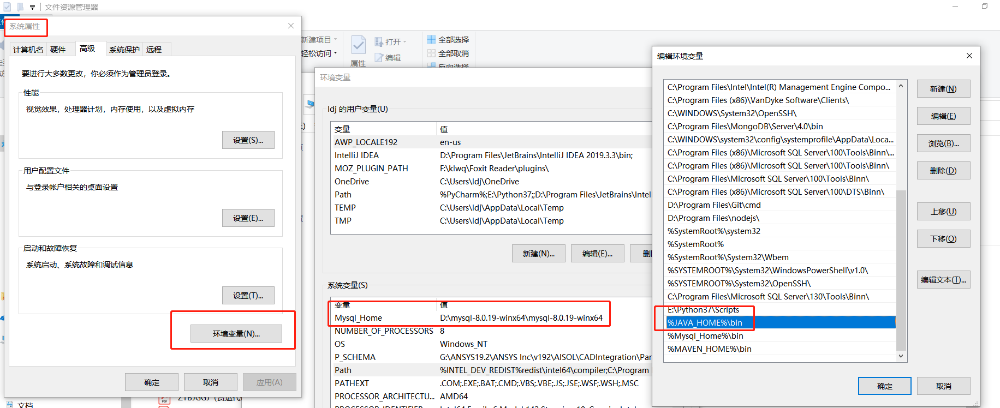 文件资源管理器
系统属性
计算机名
硬件
高级
系统保护
远程
要进行大多数更改，你必须作为管理员登录。
性能
视觉效果，处理器计划，内存使用，以及虚拟内存
设置(S)...
用户配置文件
与登录帐户相关的桌面设置
设置(E)...
启动和故障恢复
系统启动、系统故障和调试信息
设置(T)...
环境变量(N)...
确定
取消
应用(A)
新建项目
轻松访问
属性
打开
编辑
全部选择
全部取消
反向选择
环境变量
ldj 的用户变量(U)
变量 值
AWP_LOCALE192 en-us
IntelliJ IDEA D:\Program Files\JetBrains\IntelliJ IDEA 2019.3.3\bin;
MOZ_PLUGIN_PATH F:\klwq\Foxit Reader\plugins\
OneDrive C:\Users\ldj\OneDrive
Path %PyCharm%;E:\Python37;;D:\Program Files\JetBrains\Intel
TEMP C:\Users\ldj\AppData\Local\Temp
TMP C:\Users\ldj\AppData\Local\Temp
新建(N)...
编辑(E)...
系统变量(S)
变量 值
Mysql_Home D:\mysql-8.0.19-winx64\mysql-8.0.19-winx64
NUMBER_OF_PROCESSORS 8
OS Windows_NT
P_SCHEMA G:\ANSYS19.2\ANSYS Inc\v192\AISOL\CADIntegration\Par
Path %INTEL_DEV_REDIST%redist\intel64\compiler;C:\Program
PATHEXT .COM;.EXE;.BAT;.CMD;.VBS;.VBE;.JS;.JSE;.WSF;.WSH;.MSC
PROCESSOR_ARCHITECTU... AMD64
编辑环境变量
C:\Program Files\Intel\Intel(R) Management Engine Compo...
C:\Program Files (x86)\VanDyke Software\Clients\
C:\WINDOWS\System32\OpenSSH\
C:\Program Files\MongoDB\Server\4.0\bin
C:\WINDOWS\system32\config\systemprofile\AppData\Loca...
C:\Program Files (x86)\Microsoft SQL Server\100\Tools\Binn\...
C:\Program Files (x86)\Microsoft SQL Server\100\Tools\Binn\
C:\Program Files\Microsoft SQL Server\100\Tools\Binn\
C:\Program Files (x86)\Microsoft SQL Server\100\DTS\Binn\
D:\Program Files\Git\cmd
D:\Program Files\nodejs\
%SystemRoot%\system32
%SystemRoot%
%SystemRoot%\System32\Wbem
%SYSTEMROOT%\System32\WindowsPowerShell\v1.0\
%SYSTEMROOT%\System32\OpenSSH\
C:\Program Files\Microsoft SQL Server\130\Tools\Binn\
E:\Python37\Scripts
%JAVA_HOME%\bin
%Mysql_Home%\bin
%MAVEN_HOME%\bin
新建(N)
编辑(E)
浏览(B)...
删除(D)
上移(U)
下移(O)
编辑文本(T)...
确定
取消
文档